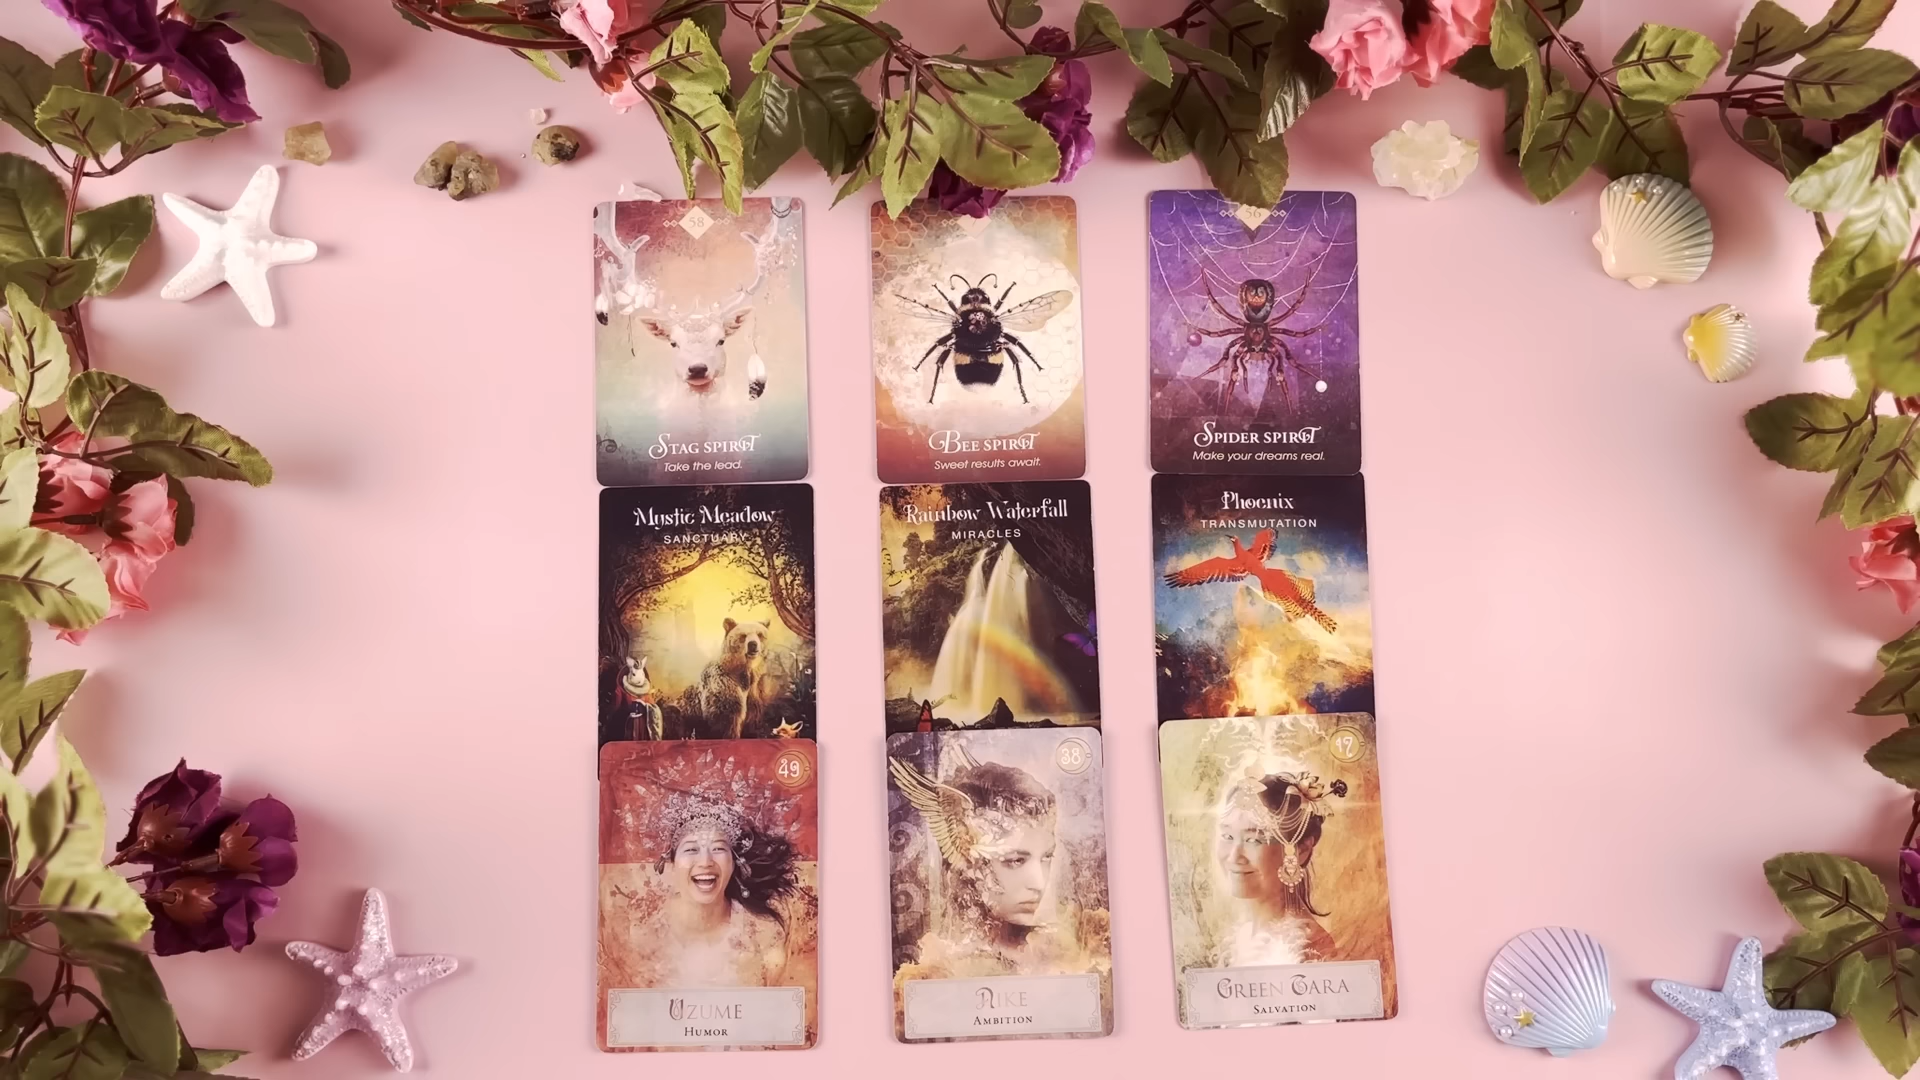 58
STAG SPIRIT
Take the lead.
BEE SPIRIT
Sweet results await.
56
SPIDER SPIRIT
Make your dreams real.
Mystic Meadow
SANCTUARY
Rainbow Waterfall
MIRACLES
Phoenix
TRANSMUTATION
49
UZUME
HUMOR
38
NIKE
AMBITION
GREEN TARA
SALVATION